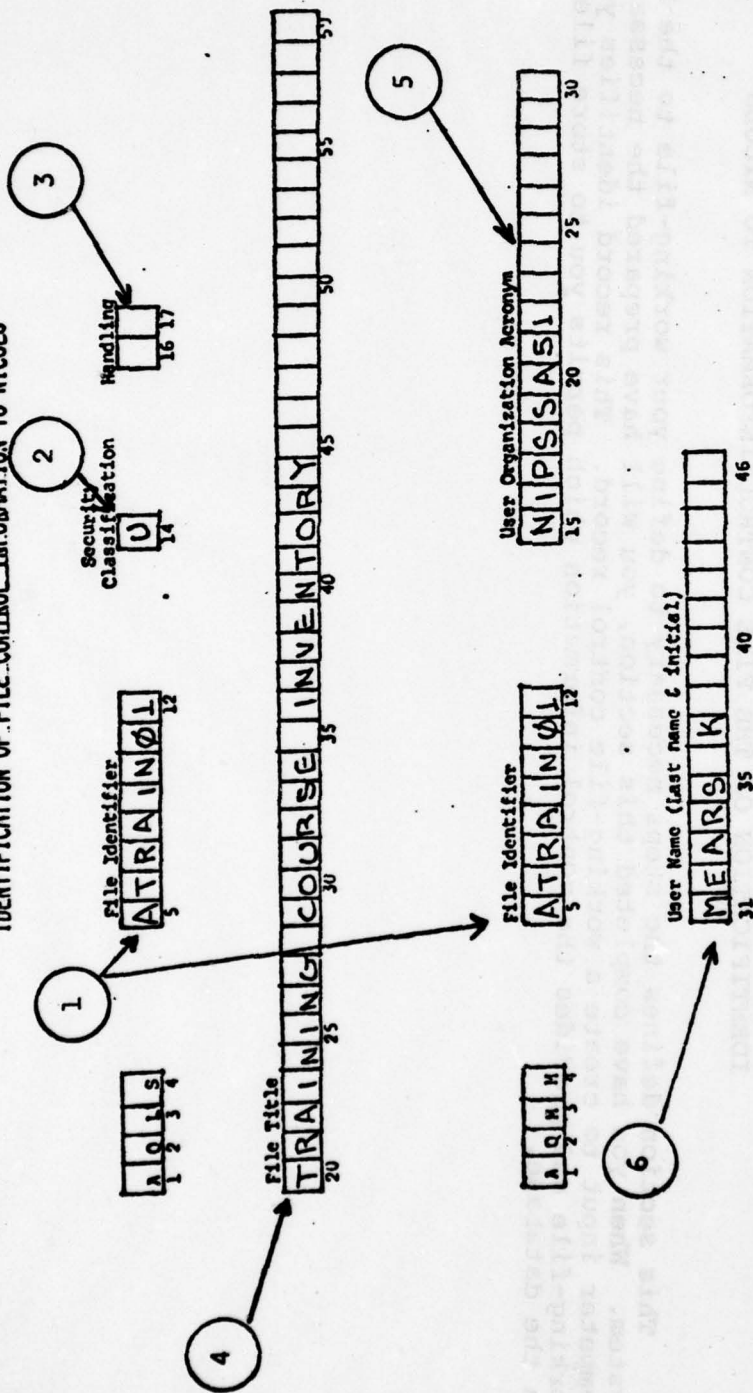 IDENTIFICATION OF FILE CONTROL INFORMATION TO MICOLS
1
2
3
File Identifier
Security Classification
Handling
A Q L S
A T R A I N Ø 1
U
1 2 3 4
5 12
14
16 17
4
File Title
T R A I N I N G C O U R S E I N V E N T O R Y
20 25 30 35 40 45 50 55 59
5
File Identifier
User Organization Acronym
A Q M M
A T R A I N Ø 1
N I P S S A S 1
1 2 3 4
5 12
15 20 25 30
6
User Name (Last name & initial)
M E A R S K
31 35 40 46